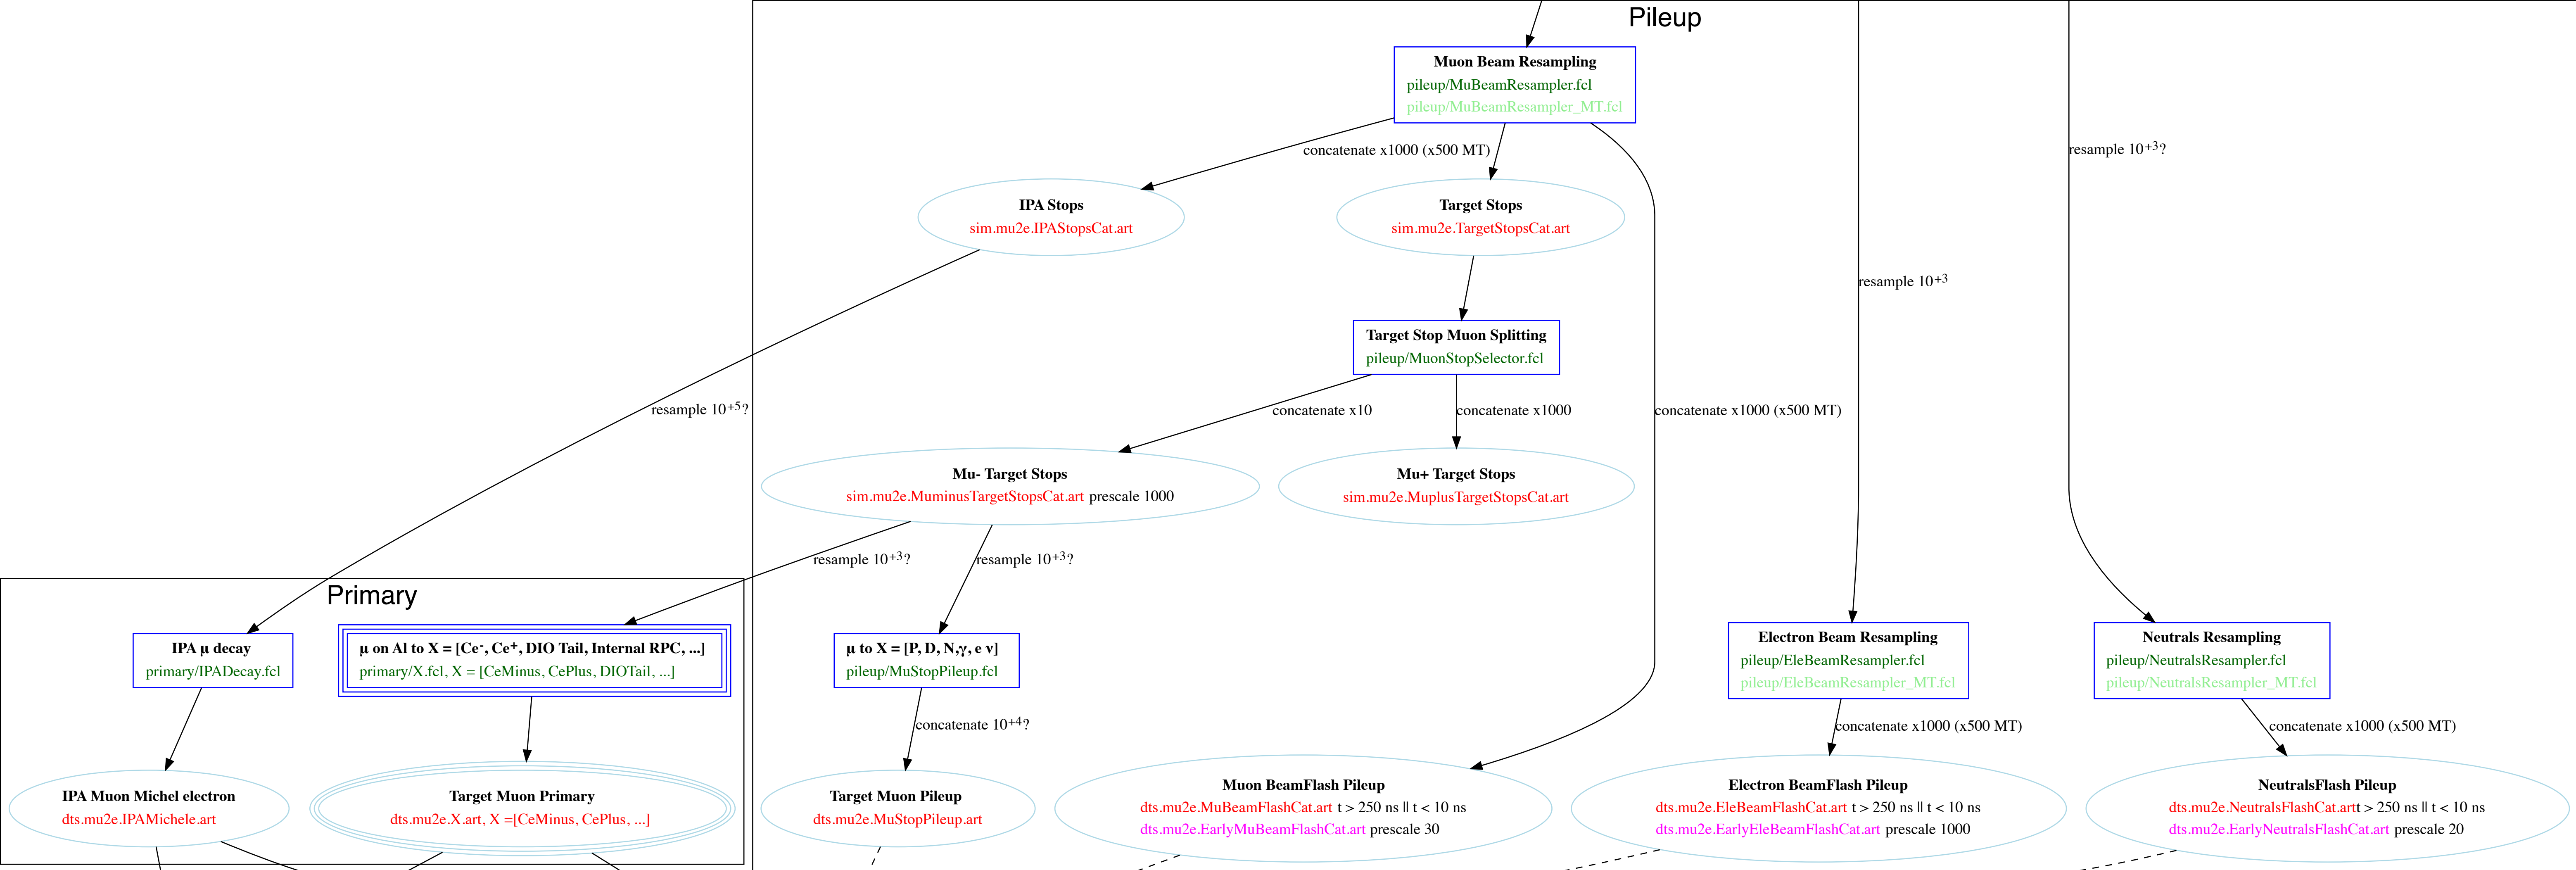 Pileup
Muon Beam Resampling
pileup/MuBeamResampler.fcl
pileup/MuBeamResampler_MT.fcl
concatenate x1000 (x500 MT)
resample 10+3?
IPA Stops
sim.mu2e.IPAStopsCat.art
Target Stops
sim.mu2e.TargetStopsCat.art
resample 10+3
Target Stop Muon Splitting
pileup/MuonStopSelector.fcl
resample 10+5?
concatenate x10
concatenate x1000
concatenate x1000 (x500 MT)
Mu- Target Stops
sim.mu2e.MuminusTargetStopsCat.art prescale 1000
Mu+ Target Stops
sim.mu2e.MuplusTargetStopsCat.art
resample 10+3?
resample 10+3?
Primary
IPA μ decay
primary/IPADecay.fcl
μ on Al to X = [Ce-, Ce+, DIO Tail, Internal RPC, ...]
primary/X.fcl, X = [CeMinus, CePlus, DIOTail, ...]
μ to X = [P, D, N,γ, e ν]
pileup/MuStopPileup.fcl
Electron Beam Resampling
pileup/EleBeamResampler.fcl
pileup/EleBeamResampler_MT.fcl
Neutrals Resampling
pileup/NeutralsResampler.fcl
pileup/NeutralsResampler_MT.fcl
concatenate 10+4?
concatenate x1000 (x500 MT)
concatenate x1000 (x500 MT)
IPA Muon Michel electron
dts.mu2e.IPAMichele.art
Target Muon Primary
dts.mu2e.X.art, X =[CeMinus, CePlus, ...]
Target Muon Pileup
dts.mu2e.MuStopPileup.art
Muon BeamFlash Pileup
dts.mu2e.MuBeamFlashCat.art t > 250 ns || t < 10 ns
dts.mu2e.EarlyMuBeamFlashCat.art prescale 30
Electron BeamFlash Pileup
dts.mu2e.EleBeamFlashCat.art t > 250 ns || t < 10 ns
dts.mu2e.EarlyEleBeamFlashCat.art prescale 1000
NeutralsFlash Pileup
dts.mu2e.NeutralsFlashCat.artt > 250 ns || t < 10 ns
dts.mu2e.EarlyNeutralsFlashCat.art prescale 20